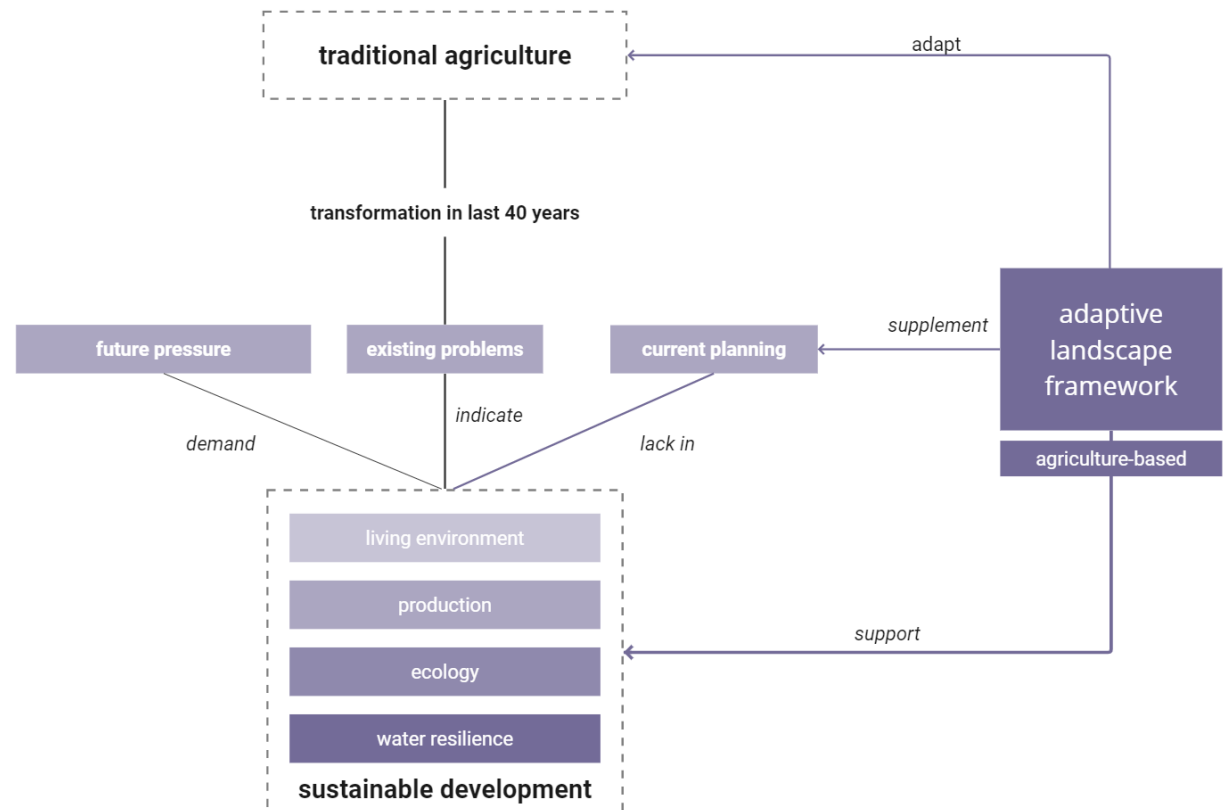 traditional agriculture
adapt
transformation in last 40 years
future pressure
existing problems
current planning
supplement
adaptive
landscape
framework
agriculture-based
demand
indicate
lack in
living environment
production
ecology
water resilience
sustainable development
support